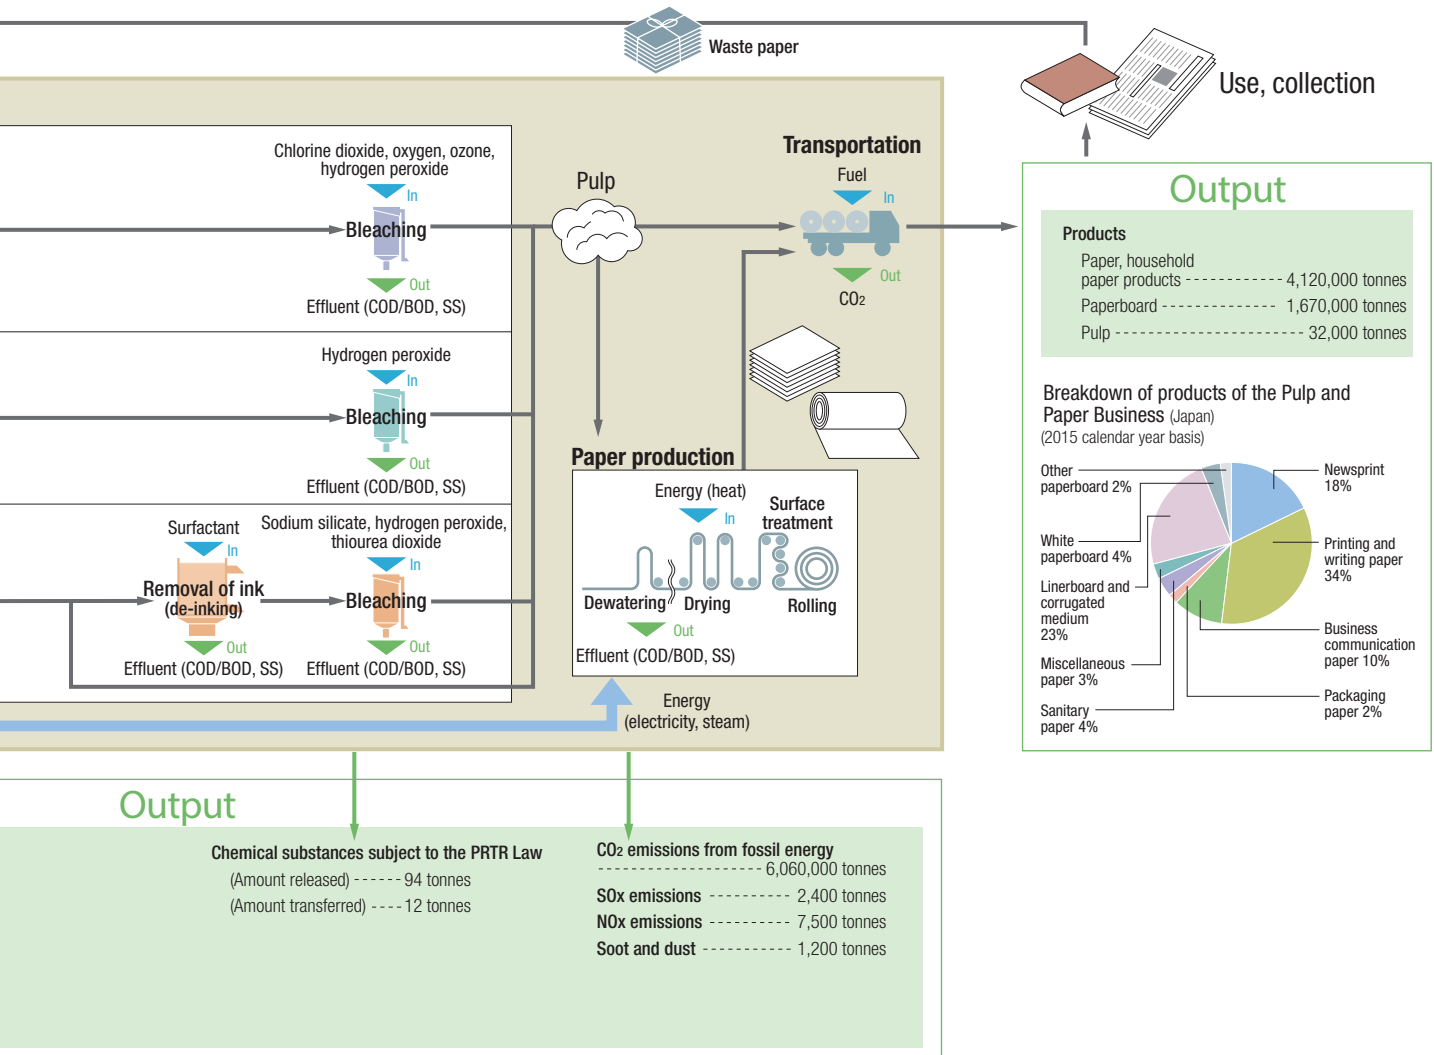 Waste paper
Use, collection
Chlorine dioxide, oxygen, ozone,
hydrogen peroxide
In
Bleaching
Out
Effluent (COD/BOD, SS)
Hydrogen peroxide
In
Bleaching
Out
Effluent (COD/BOD, SS)
Surfactant
In
Removal of ink
(de-inking)
Out
Effluent (COD/BOD, SS)
Sodium silicate, hydrogen peroxide,
thiourea dioxide
In
Bleaching
Out
Effluent (COD/BOD, SS)
Pulp
Transportation
Fuel
In
Out
CO2
Paper production
Energy (heat)
In
Surface
treatment
Dewatering
Drying
Rolling
Out
Effluent (COD/BOD, SS)
Energy
(electricity, steam)
Output
Products
Paper, household
paper products 4,120,000 tonnes
Paperboard 1,670,000 tonnes
Pulp 32,000 tonnes
Breakdown of products of the Pulp and
Paper Business (Japan)
(2015 calendar year basis)
Other
paperboard 2%
White
paperboard 4%
Linerboard and
corrugated
medium
23%
Miscellaneous
paper 3%
Sanitary
paper 4%
Newsprint
18%
Printing and
writing paper
34%
Business
communication
paper 10%
Packaging
paper 2%
Output
Chemical substances subject to the PRTR Law
(Amount released) 94 tonnes
(Amount transferred) 12 tonnes
CO2 emissions from fossil energy
6,060,000 tonnes
SOx emissions 2,400 tonnes
NOx emissions 7,500 tonnes
Soot and dust 1,200 tonnes